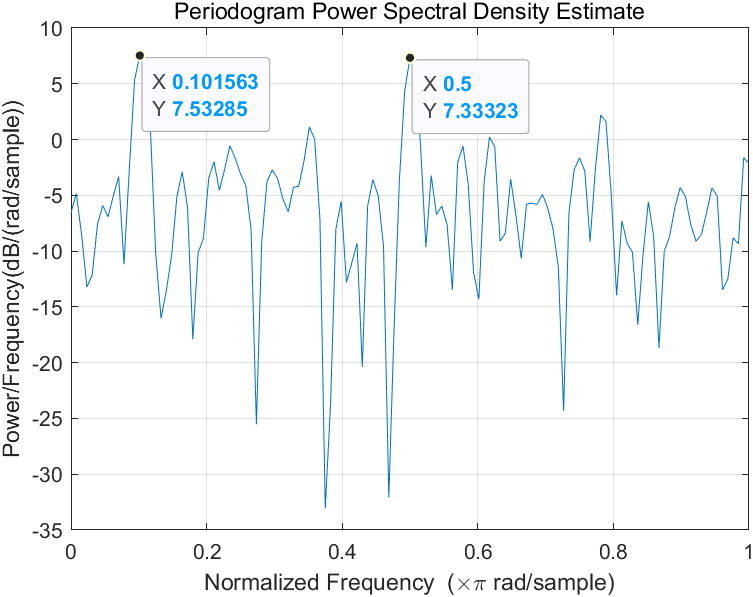 Periodogram Power Spectral Density Estimate
Power/Frequency(dB/(rad/sample))
10
5
0
-5
-10
-15
-20
-25
-30
-35
X 0.101563
Y 7.53285
X 0.5
Y 7.33323
0 0.2 0.4 0.6 0.8 1
Normalized Frequency (×π rad/sample)